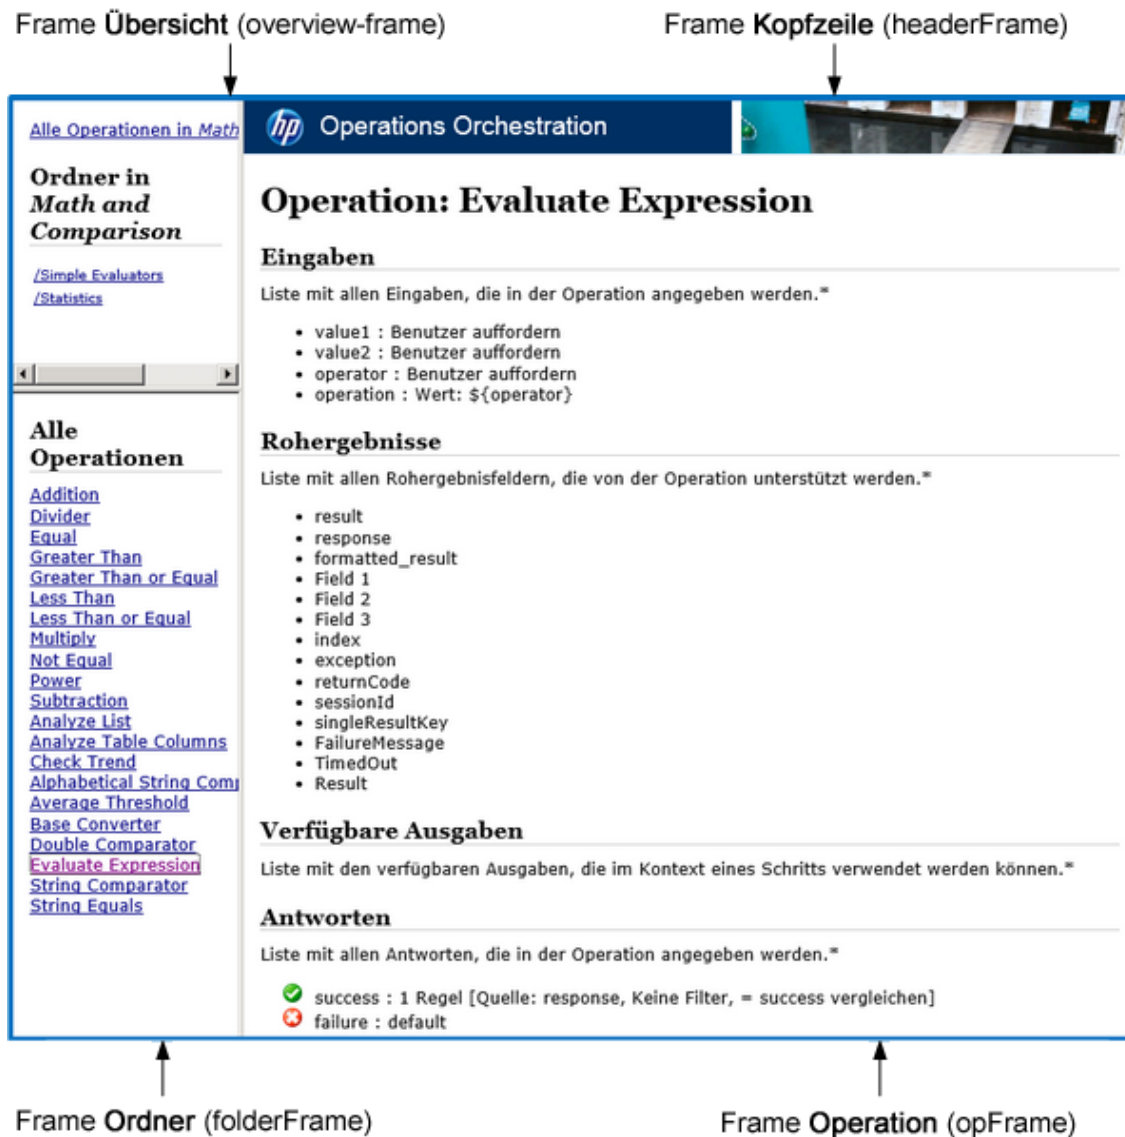 Frame Übersicht (overview-frame)
Frame Kopfzeile (headerFrame)
Alle Operationen in Math
hp Operations Orchestration
Ordner in
Math and
Comparison
/Simple Evaluators
/Statistics
Alle
Operationen
Addition
Divider
Equal
Greater Than
Greater Than or Equal
Less Than
Less Than or Equal
Multiply
Not Equal
Power
Subtraction
Analyze List
Analyze Table Columns
Check Trend
Alphabetical String Com
Average Threshold
Base Converter
Double Comparator
Evaluate Expression
String Comparator
String Equals
Operation: Evaluate Expression
Eingaben
Liste mit allen Eingaben, die in der Operation angegeben werden.*
• value1 : Benutzer auffordern
• value2 : Benutzer auffordern
• operator : Benutzer auffordern
• operation : Wert: ${operator}
Rohergebnisse
Liste mit allen Rohergebnisfeldern, die von der Operation unterstützt werden.*
• result
• response
• formatted_result
• Field 1
• Field 2
• Field 3
• index
• exception
• returnCode
• sessionId
• singleResultKey
• FailureMessage
• TimedOut
• Result
Verfügbare Ausgaben
Liste mit den verfügbaren Ausgaben, die im Kontext eines Schritts verwendet werden können.*
Antworten
Liste mit allen Antworten, die in der Operation angegeben werden.*
success : 1 Regel [Quelle: response, Keine Filter, = success vergleichen]
failure : default
Frame Ordner (folderFrame)
Frame Operation (opFrame)